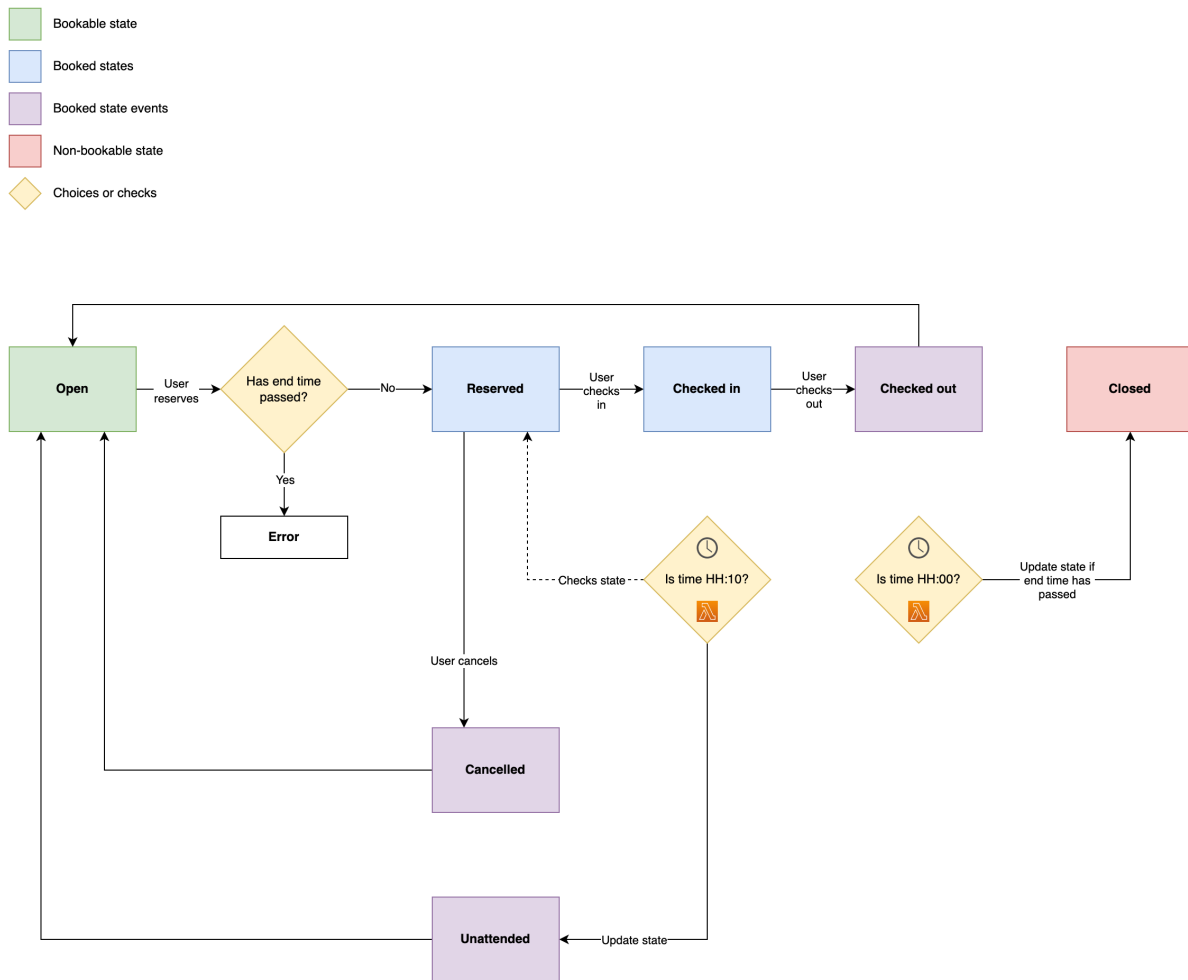 Bookable state
Booked states
Booked state events
Non-bookable state
Choices or checks
Open
User
reserves
Has end time
passed?
No
Reserved
User
checks
in
Checked in
User
checks
out
Checked out
Closed
Yes
Error
Checks state
Is time HH:10?
Is time HH:00?
Update state if
end time has
passed
User cancels
Cancelled
Unattended
Update state